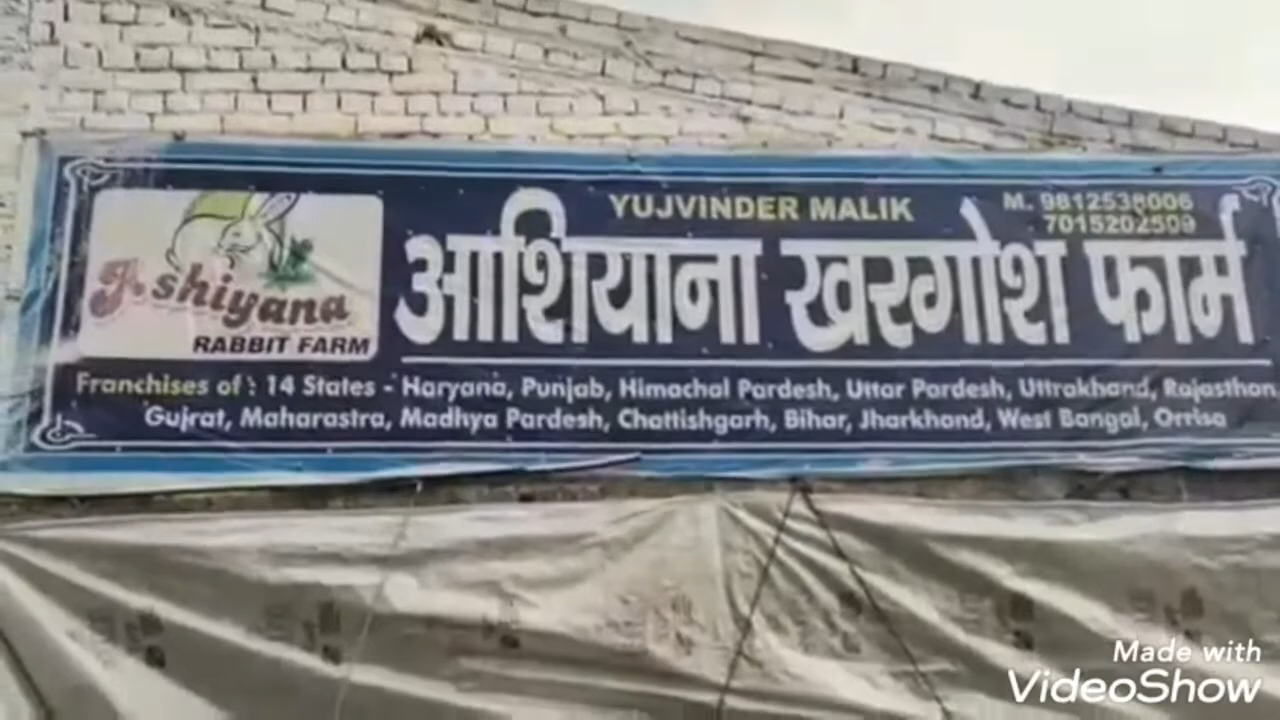 YUJVINDER MALIK
M. 9812538006
7015202509
Ashiyana
RABBIT FARM
आशियाना खरगोश फार्म
Franchises of : 14 States - Haryana, Punjab, Himachal Pardesh, Uttar Pardesh, Uttrakhand, Rajasthan,
Gujrat, Maharastra, Madhya Pardesh, Chattishgarh, Bihar, Jharkhand, West Bangal, Orrisa
Made with
VideoShow